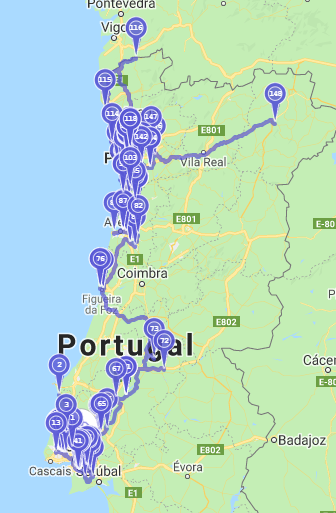 Pontevedra
Vigo
116
115
148
114
118
147
142
E801
P
103
Vila Real
87
82
E801
E-80
E1
76
Coimbra
Figueira
da Foz
E802
73
72
Portugal
2
67
Cáce
E-80
3
65
13
41
E802
Badajoz
Cascais
Setúbal
Évora
E1